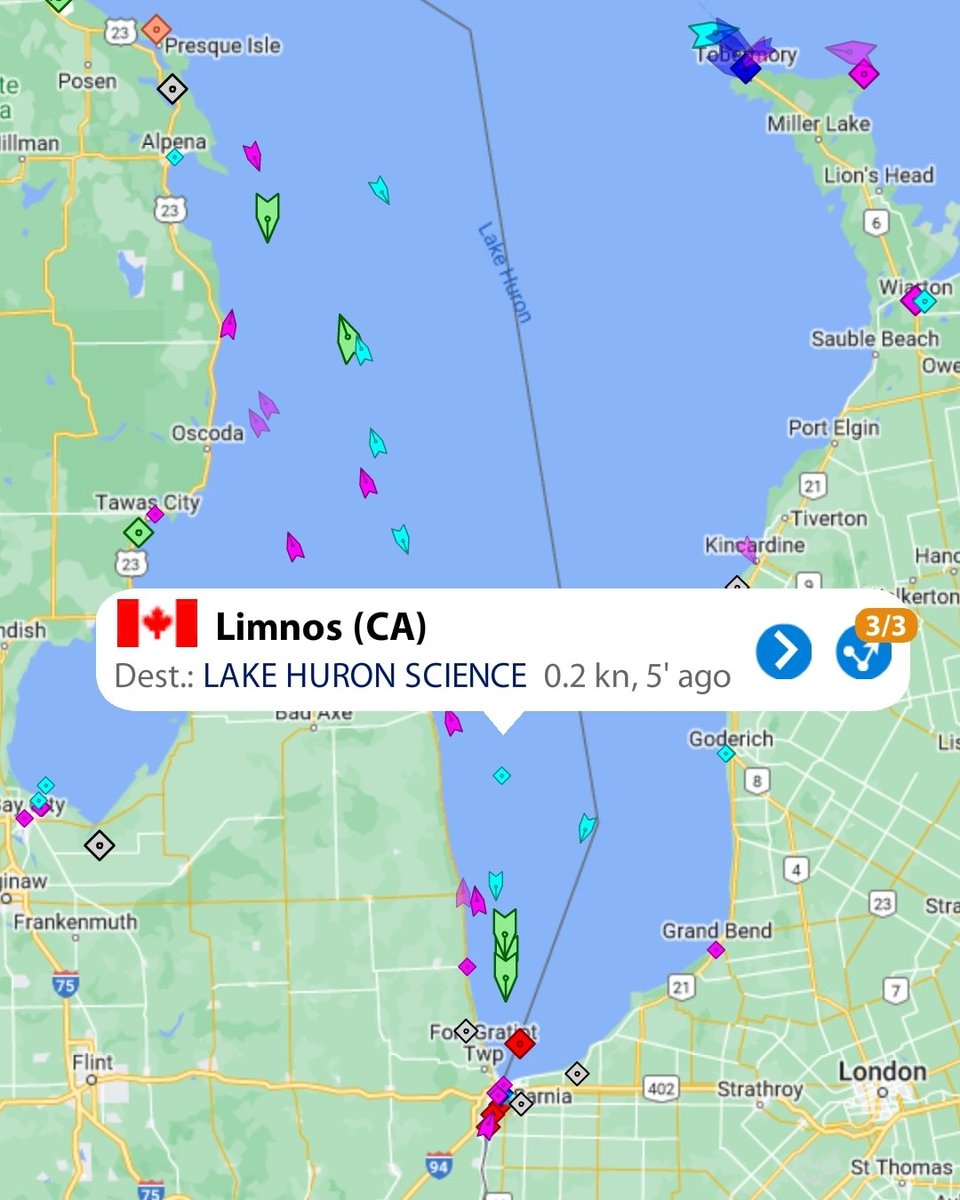 23
Presque Isle
Posen
Tobermory
Miller Lake
Alpena
Lion's Head
23
6
Lake Huron
Wiarton
Sauble Beach
Port Elgin
Oscoda
21
Tawas City
Tiverton
Kincardine
23
9
Limnos (CA)
3/3
Dest.: LAKE HURON SCIENCE 0.2 kn, 5' ago
Bad Axe
Goderich
8
4
23
Frankenmuth
Grand Bend
75
21
7
Fort Gratiot
Twp
Flint
London
402
Strathroy
Sarnia
94
St Thomas
75